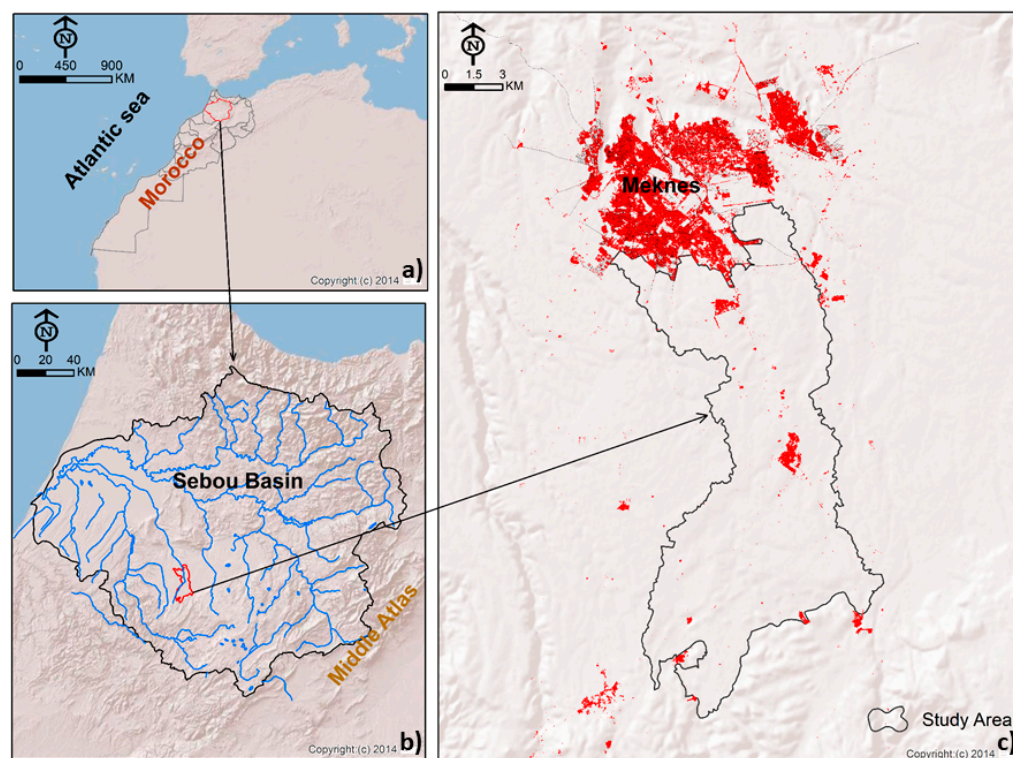 N
0 450 900
KM
Atlantic sea
Morocco
Copyright (c) 2014
a)
N
0 20 40
KM
Sebou Basin
Middle Atlas
Copyright (c) 2014
b)
N
0 1.5 3
KM
Meknes
Study Area
Copyright (c) 2014
c)